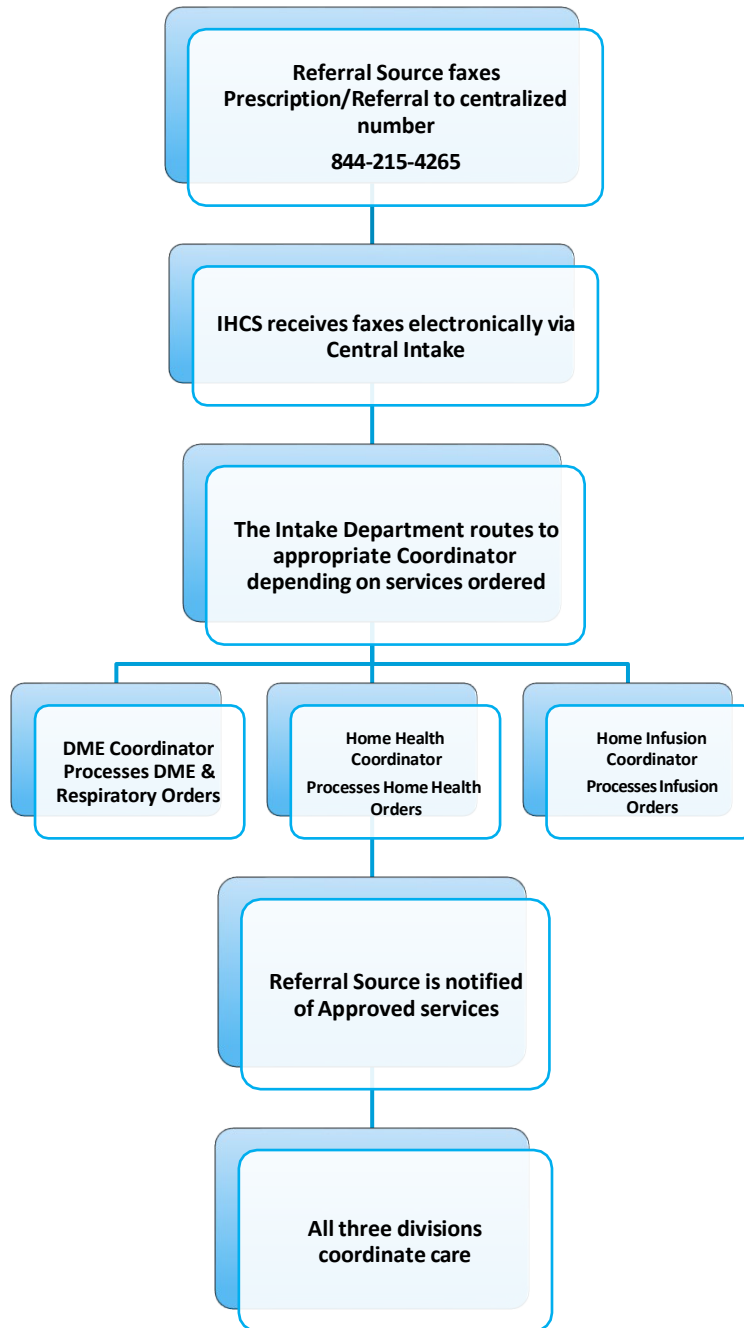 Referral Source faxes
Prescription/Referral to centralized
number
844-215-4265
IHCS receives faxes electronically via
Central Intake
The Intake Department routes to
appropriate Coordinator
depending on services ordered
DME Coordinator
Processes DME &
Respiratory Orders
Home Health
Coordinator
Processes Home Health
Orders
Home Infusion
Coordinator
Processes Infusion
Orders
Referral Source is notified
of Approved services
All three divisions
coordinate care